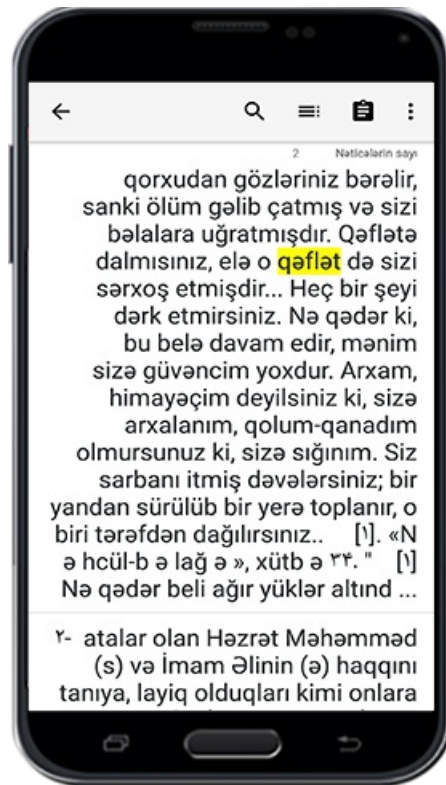 2 Nəticələrin sayı
qorxudan gözləriniz bərəlir,
sanki ölüm gəlib çatmış və sizi
bəlalara uğratmışdır. Qəflətə
dalmısınız, elə o qəflət də sizi
sərxoş etmişdir... Heç bir şeyi
dərk etmirsiniz. Nə qədər ki,
bu belə davam edir, mənim
sizə güvəncim yoxdur. Arxam,
himayəçim deyilsiniz ki, sizə
arxalanım, qolum-qanadım
olmursunuz ki, sizə sığınım. Siz
sarbanı itmiş dəvələrsiniz; bir
yandan sürülüb bir yerə toplanır, o
biri tərəfdən dağılırsınız.. [۱]. «N
ə hcül-b ə lağ ə », xütb ə ۳۴. " [۱]
Nə qədər beli ağır yüklər altınd ...
۲- atalar olan Həzrət Məhəmməd
(s) və İmam Əlinin (ə) haqqını
tanıya, layiq olduqları kimi onlara